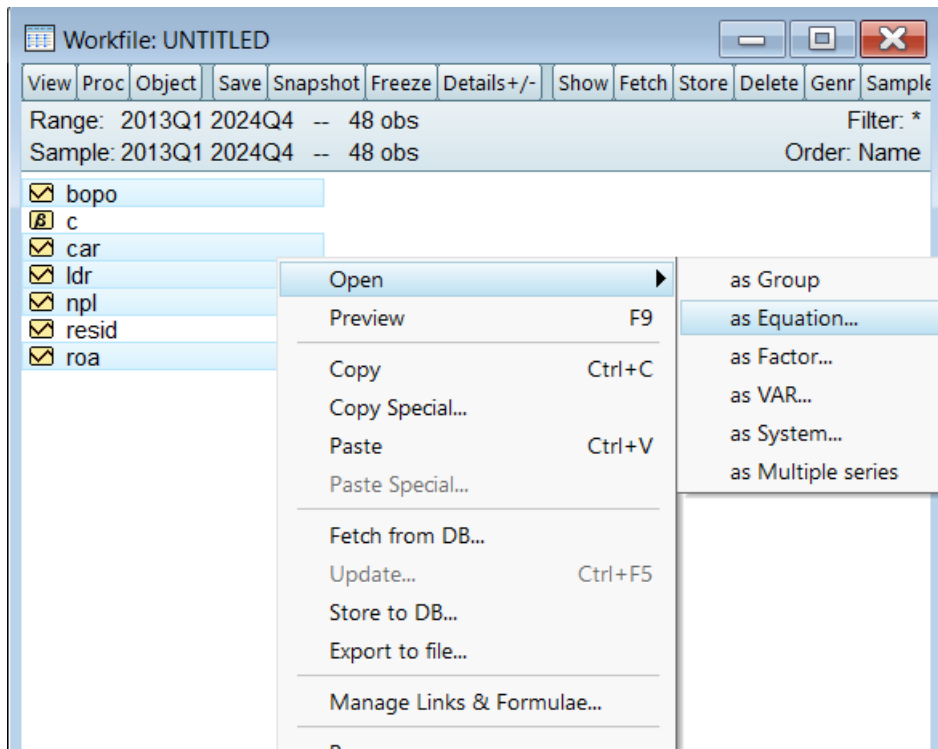 Workfile: UNTITLED
View Proc Object Save Snapshot Freeze Details+/- Show Fetch Store Delete Genr Sample
Range: 2013Q1 2024Q4 -- 48 obs Filter: *
Sample: 2013Q1 2024Q4 -- 48 obs Order: Name
bopo
β c
car
ldr
npl
resid
roa
Open
Preview F9
Copy Ctrl+C
Copy Special...
Paste Ctrl+V
Paste Special...
Fetch from DB...
Update... Ctrl+F5
Store to DB...
Export to file...
Manage Links & Formulae...
as Group
as Equation...
as Factor...
as VAR...
as System...
as Multiple series